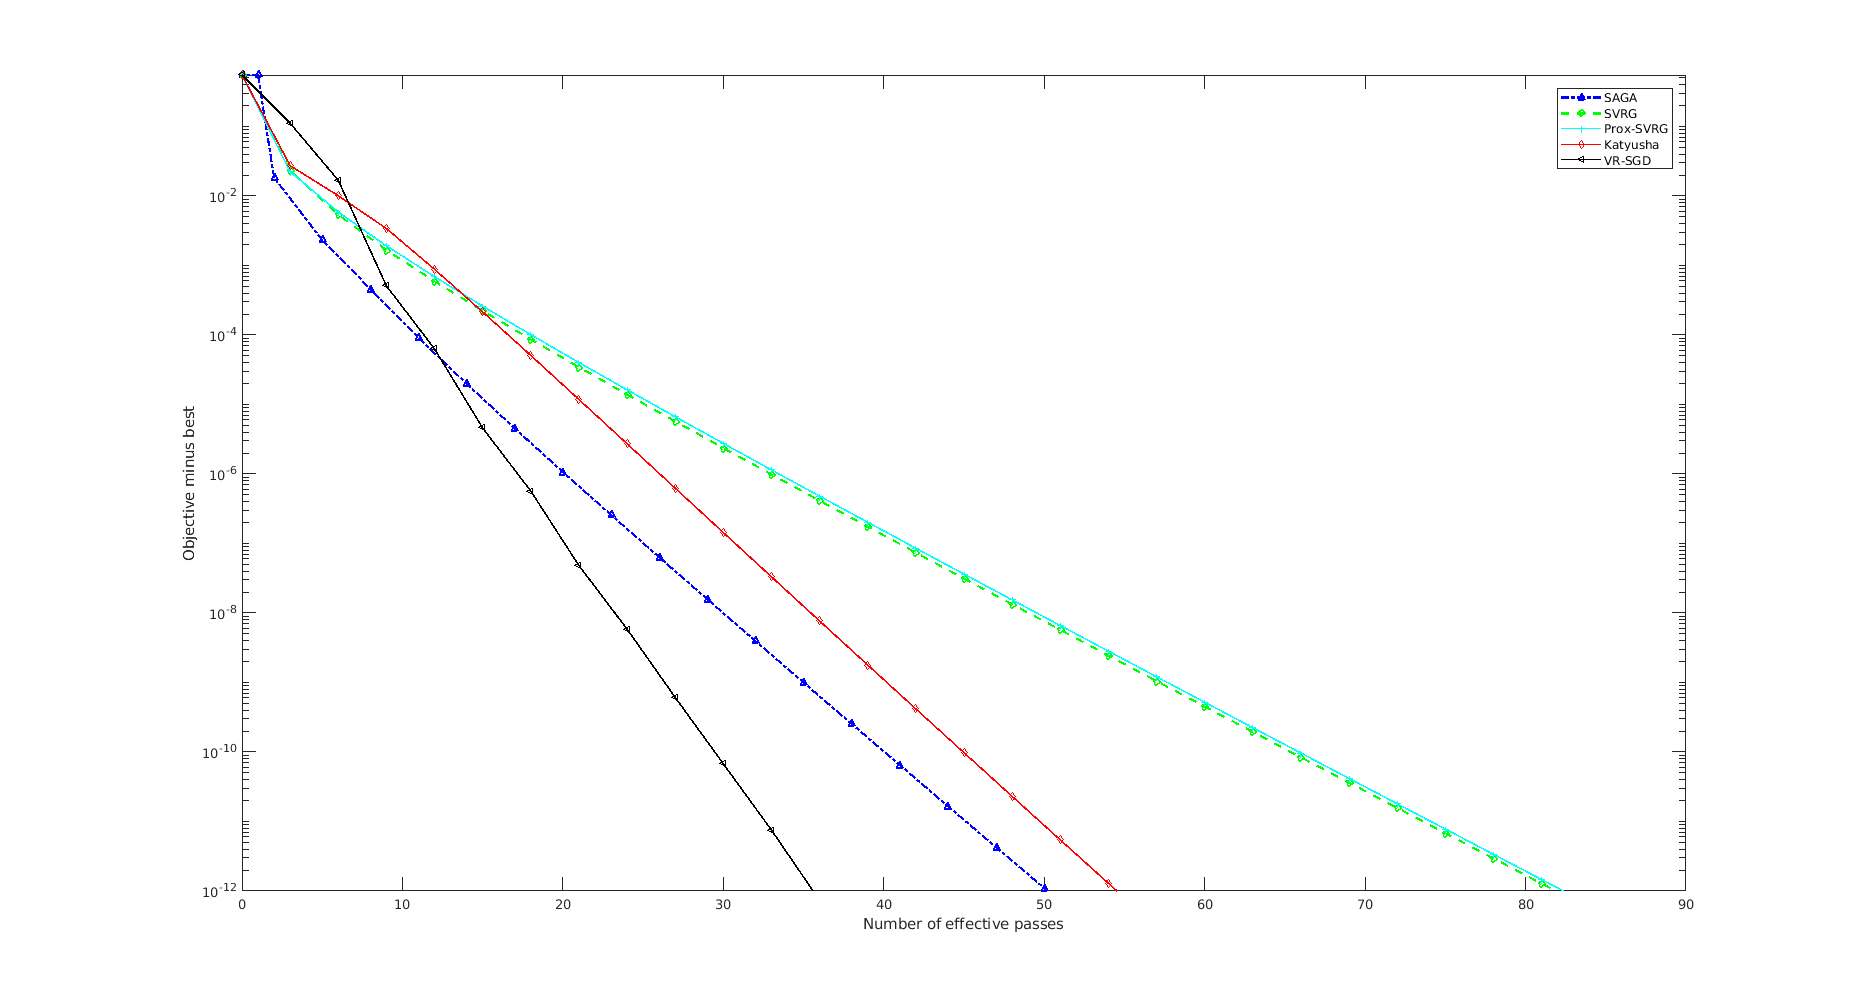 SAGA
SVRG
Prox-SVRG
Katyusha
VR-SGD
10^-2
10^-4
10^-6
10^-8
10^-10
10^-12
Objective minus best
0 10 20 30 40 50 60 70 80 90
Number of effective passes